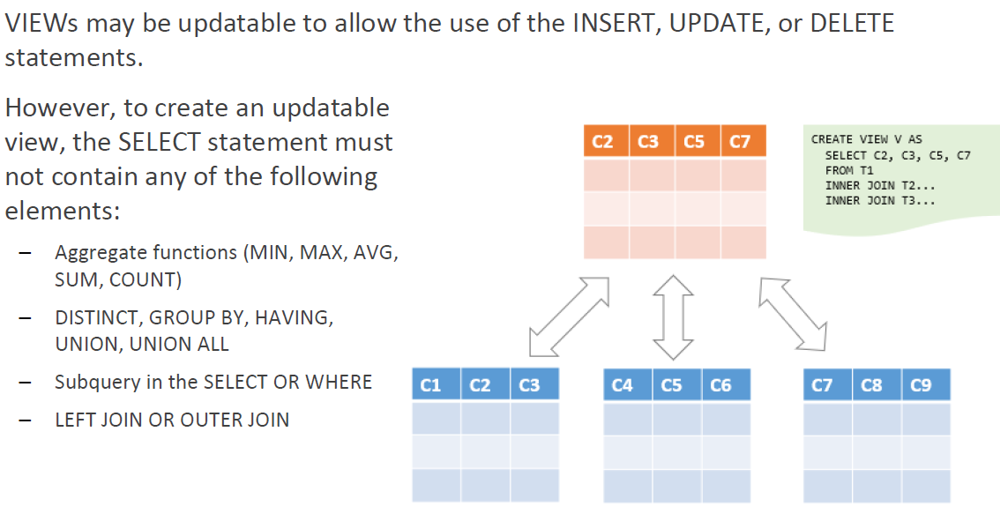 VIEWs may be updatable to allow the use of the INSERT, UPDATE, or DELETE
statements.
However, to create an updatable
view, the SELECT statement must
not contain any of the following
elements:
– Aggregate functions (MIN, MAX, AVG,
SUM, COUNT)
– DISTINCT, GROUP BY, HAVING,
UNION, UNION ALL
– Subquery in the SELECT OR WHERE
– LEFT JOIN OR OUTER JOIN
C2 C3 C5 C7
CREATE VIEW V AS
SELECT C2, C3, C5, C7
FROM T1
INNER JOIN T2...
INNER JOIN T3...
C1 C2 C3
C4 C5 C6
C7 C8 C9